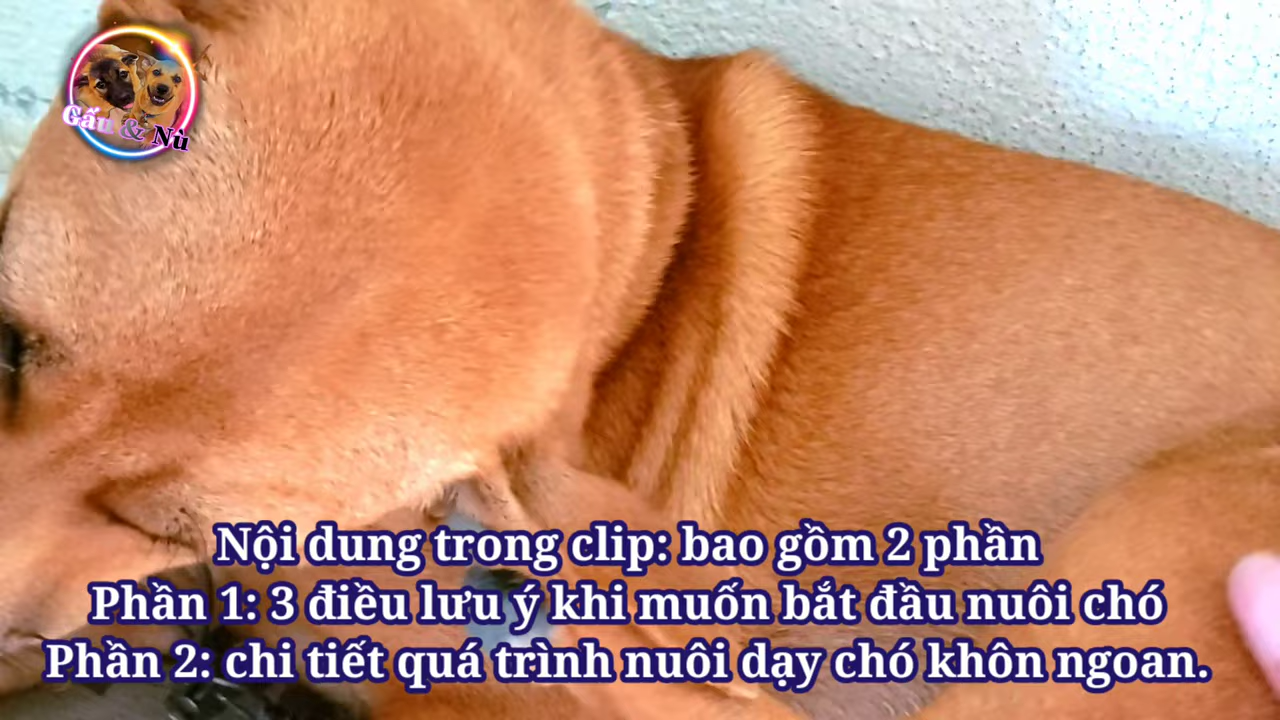 Gấu & Nù
Nội dung trong clip: bao gồm 2 phần
Phần 1: 3 điều lưu ý khi muốn bắt đầu nuôi chó
Phần 2: chi tiết quá trình nuôi dạy chó khôn ngoan.